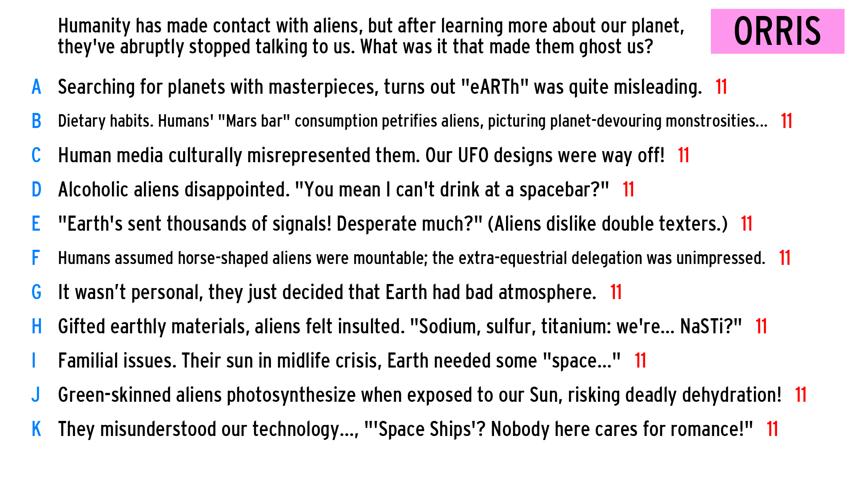 Humanity has made contact with aliens, but after learning more about our planet,
they've abruptly stopped talking to us. What was it that made them ghost us?
ORRIS
A Searching for planets with masterpieces, turns out "eARTh" was quite misleading. 11
B Dietary habits. Humans' "Mars bar" consumption petrifies aliens, picturing planet-devouring monstrosities... 11
C Human media culturally misrepresented them. Our UFO designs were way off! 11
D Alcoholic aliens disappointed. "You mean I can't drink at a spacebar?" 11
E "Earth's sent thousands of signals! Desperate much?" (Aliens dislike double texters.) 11
F Humans assumed horse-shaped aliens were mountable; the extra-equestrial delegation was unimpressed. 11
G It wasn’t personal, they just decided that Earth had bad atmosphere. 11
H Gifted earthly materials, aliens felt insulted. "Sodium, sulfur, titanium: we're... NaSTi?" 11
I Familial issues. Their sun in midlife crisis, Earth needed some "space..." 11
J Green-skinned aliens photosynthesize when exposed to our Sun, risking deadly dehydration! 11
K They misunderstood our technology..., "'Space Ships'? Nobody here cares for romance!" 11